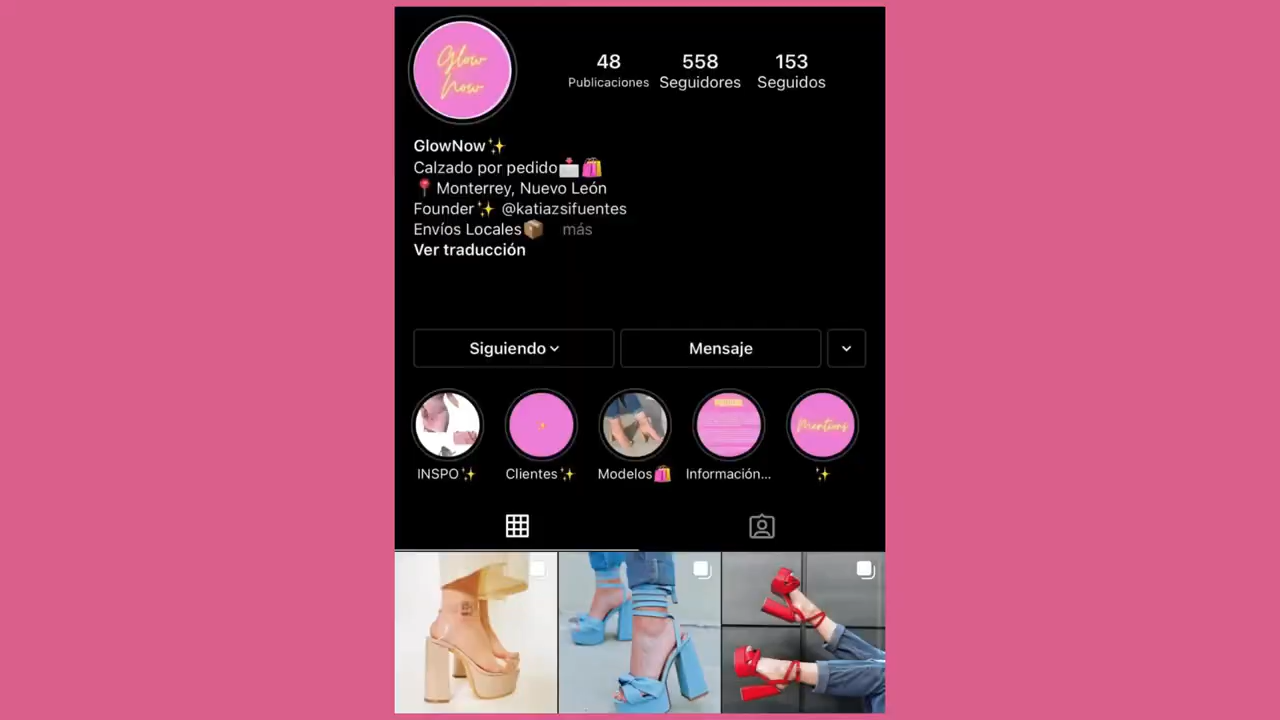 Glow
Now
48 558 153
Publicaciones Seguidores Seguidos
GlowNow✨
Calzado por pedido📩🛍️
📍 Monterrey, Nuevo León
Founder✨ @katiazsifuentes
Envíos Locales📦 más
Ver traducción
Siguiendo Mensaje
Mentions
INSPO✨ Clientes✨ Modelos🛍️ Información... ✨